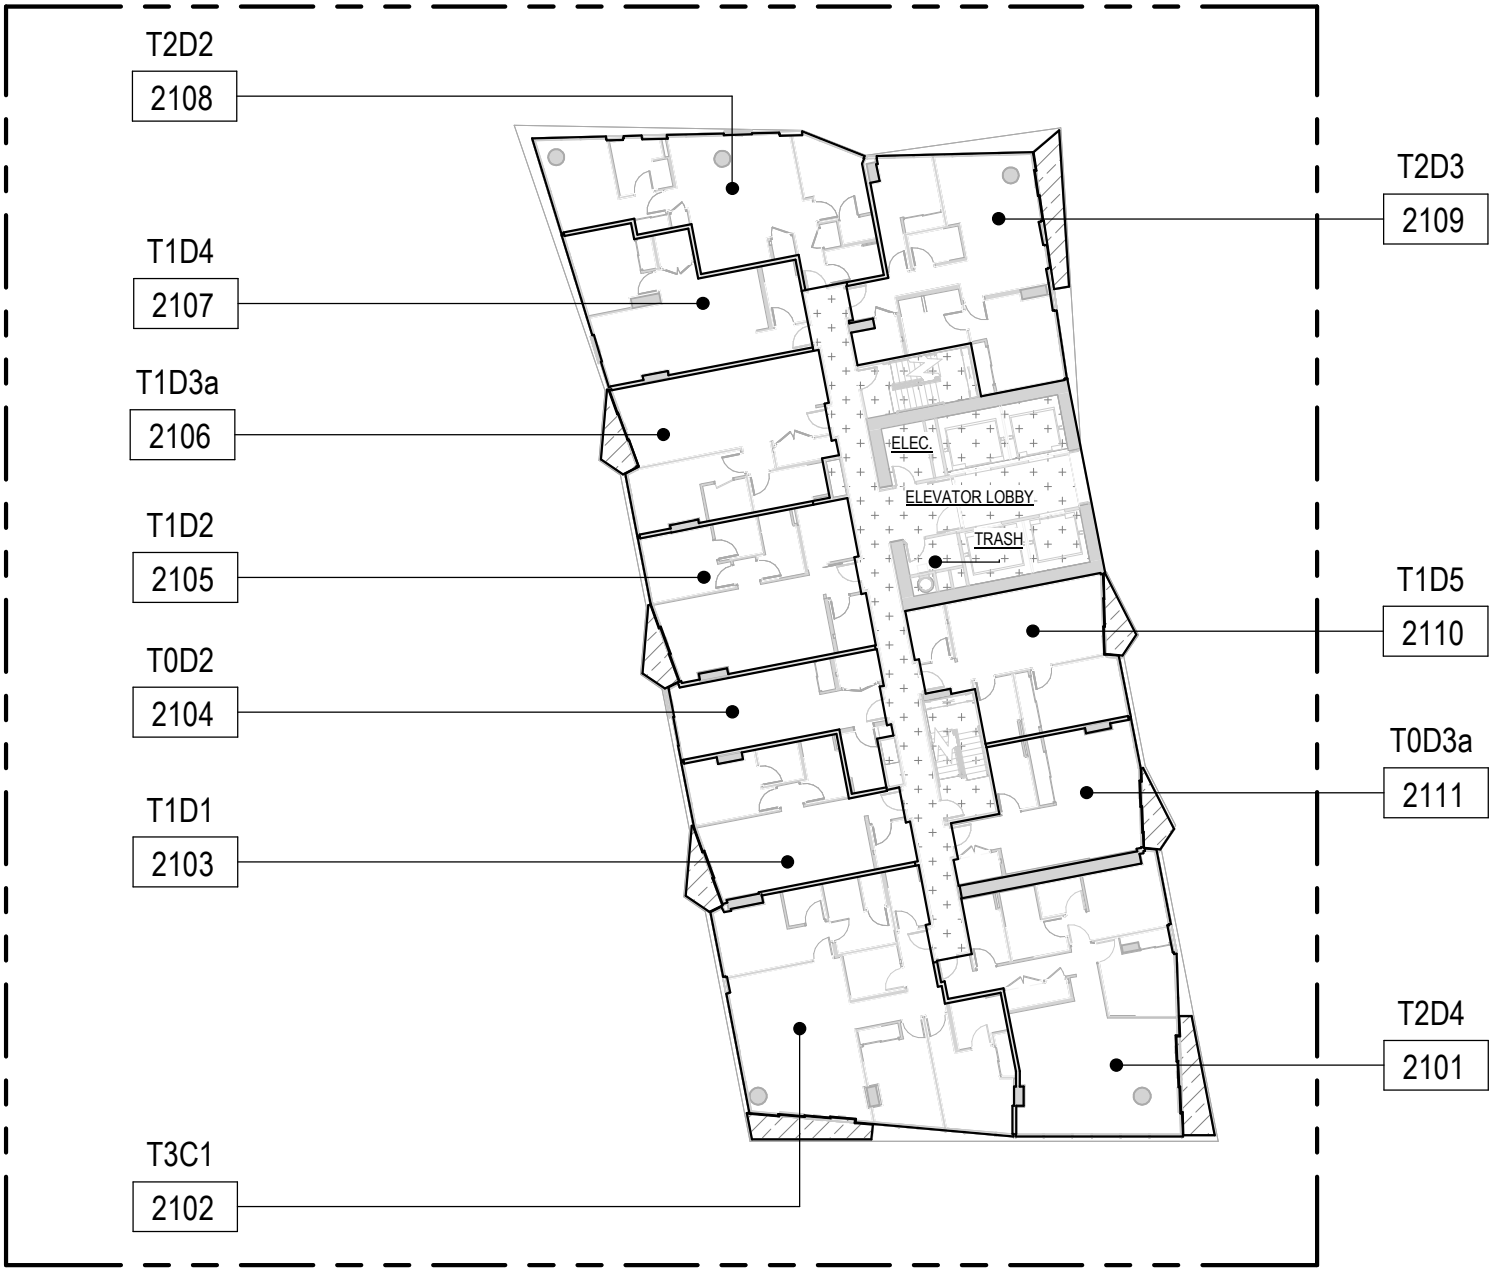 T2D2
2108
T1D4
2107
T1D3a
2106
T1D2
2105
T0D2
2104
T1D1
2103
T3C1
2102
ELEC.
ELEVATOR LOBBY
TRASH
T2D3
2109
T1D5
2110
T0D3a
2111
T2D4
2101